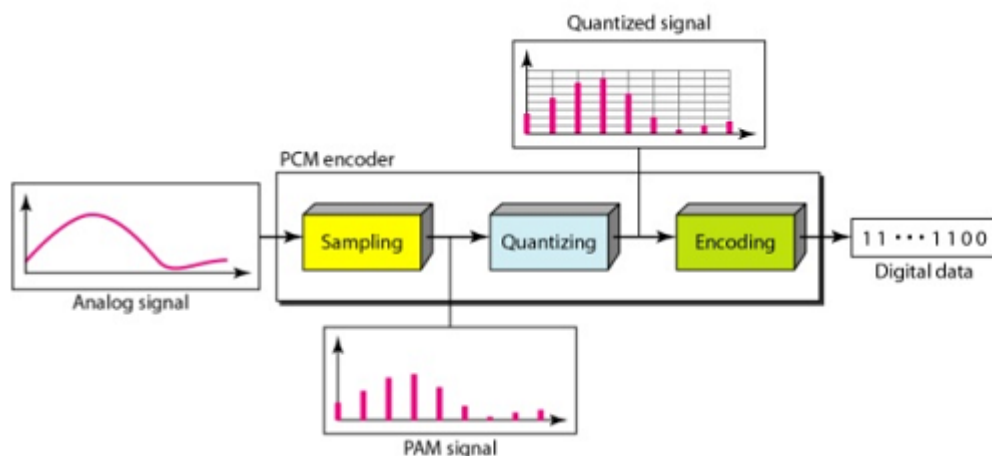 Quantized signal
PCM encoder
Sampling
Quantizing
Encoding
11 ••• 1100
Digital data
Analog signal
PAM signal